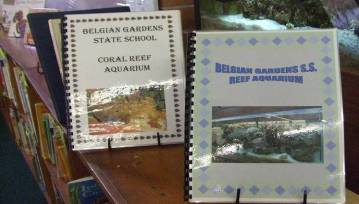 BELGIAN GARDENS
STATE SCHOOL
CORAL REEF
AQUARIUM
BELGIAN GARDENS S.S.
REEF AQUARIUM